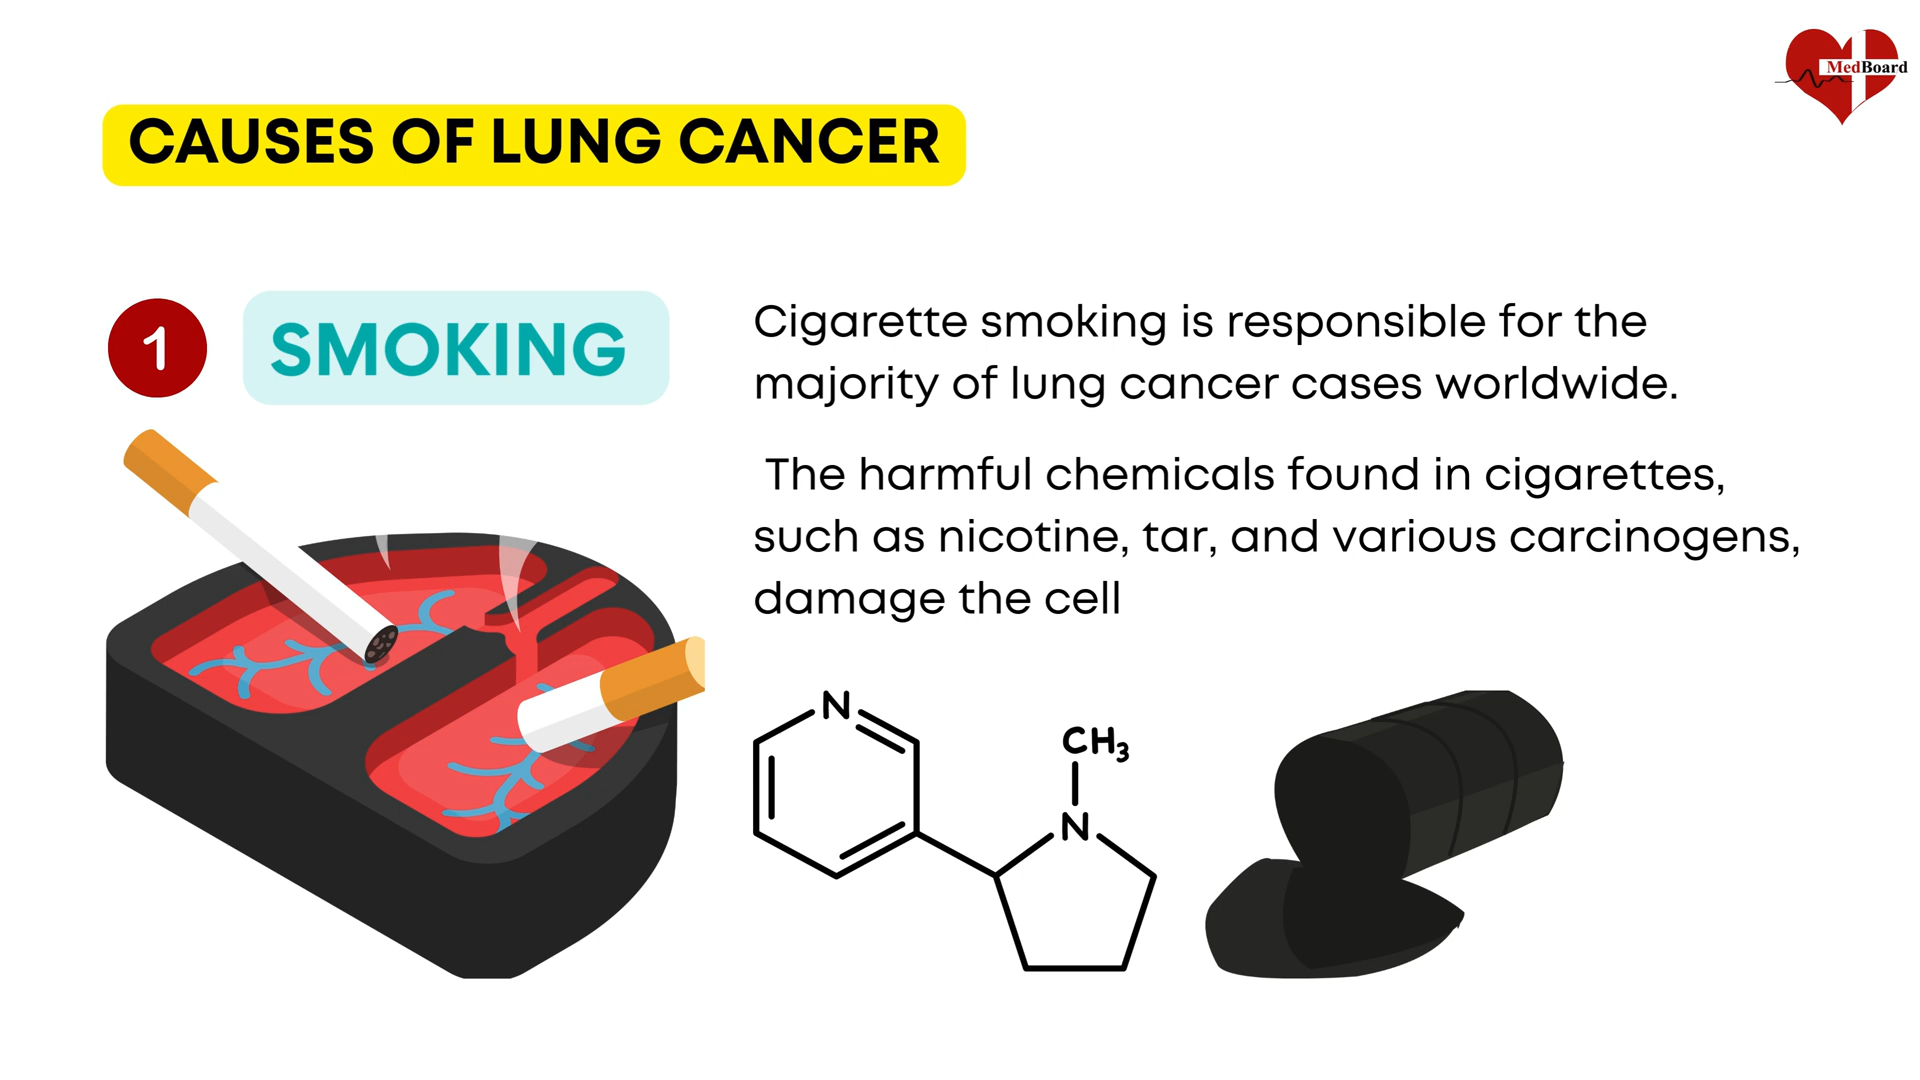 MedBoard
CAUSES OF LUNG CANCER
1
SMOKING
Cigarette smoking is responsible for the
majority of lung cancer cases worldwide.
The harmful chemicals found in cigarettes,
such as nicotine, tar, and various carcinogens,
damage the cell
N
CH₃
N